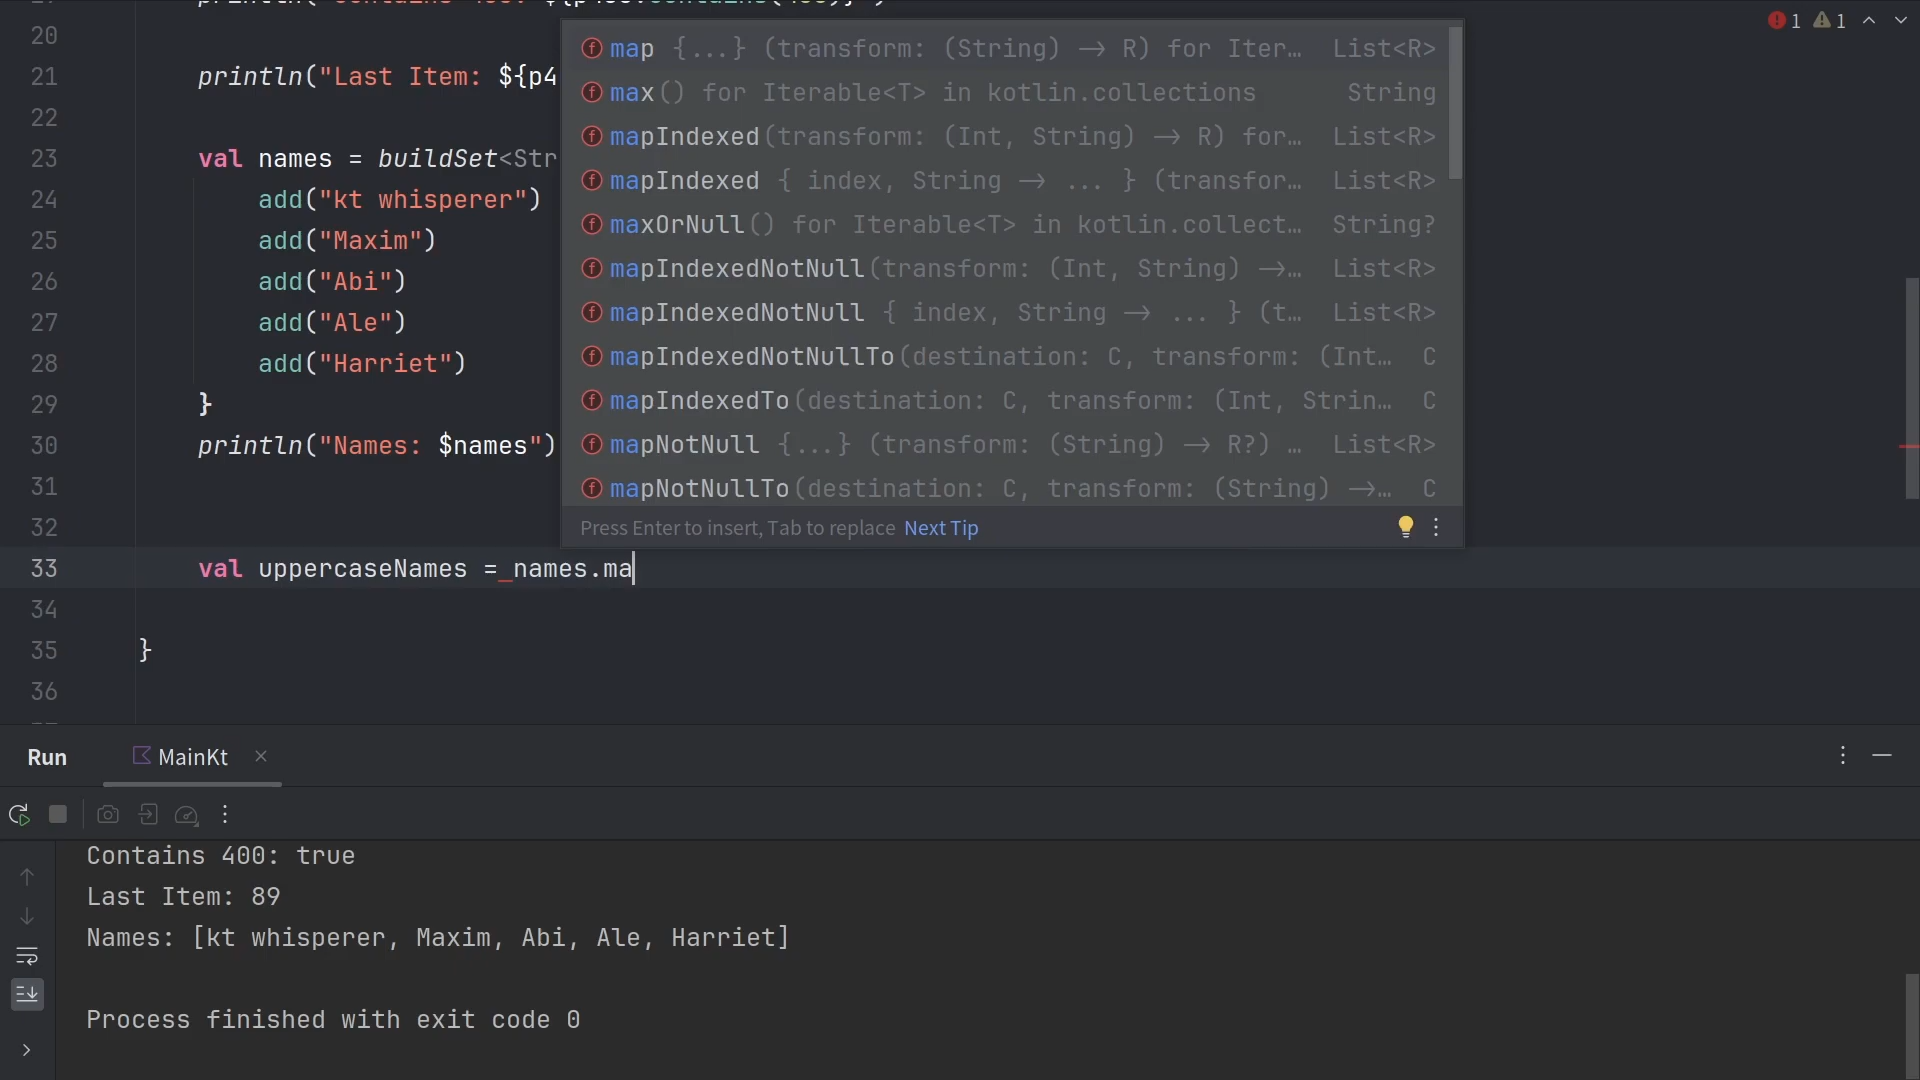 20
21 println("Last Item: ${p4
22
23 val names = buildSet<Str
24 add("kt whisperer")
25 add("Maxim")
26 add("Abi")
27 add("Ale")
28 add("Harriet")
29 }
30 println("Names: $names")
31
32
33 val uppercaseNames = names.ma
34
35 }
36
map {...} (transform: (String) → R) for Iter... List<R>
max() for Iterable<T> in kotlin.collections String
mapIndexed(transform: (Int, String) → R) for... List<R>
mapIndexed { index, String → ... } (transfor... List<R>
maxOrNull() for Iterable<T> in kotlin.collect... String?
mapIndexedNotNull(transform: (Int, String) →... List<R>
mapIndexedNotNull { index, String → ... } (t... List<R>
mapIndexedNotNullTo(destination: C, transform: (Int... C
mapIndexedTo(destination: C, transform: (Int, Strin... C
mapNotNull {...} (transform: (String) → R?) ... List<R>
mapNotNullTo(destination: C, transform: (String) →... C
Press Enter to insert, Tab to replace Next Tip
1 1
Run MainKt
Contains 400: true
Last Item: 89
Names: [kt whisperer, Maxim, Abi, Ale, Harriet]
Process finished with exit code 0